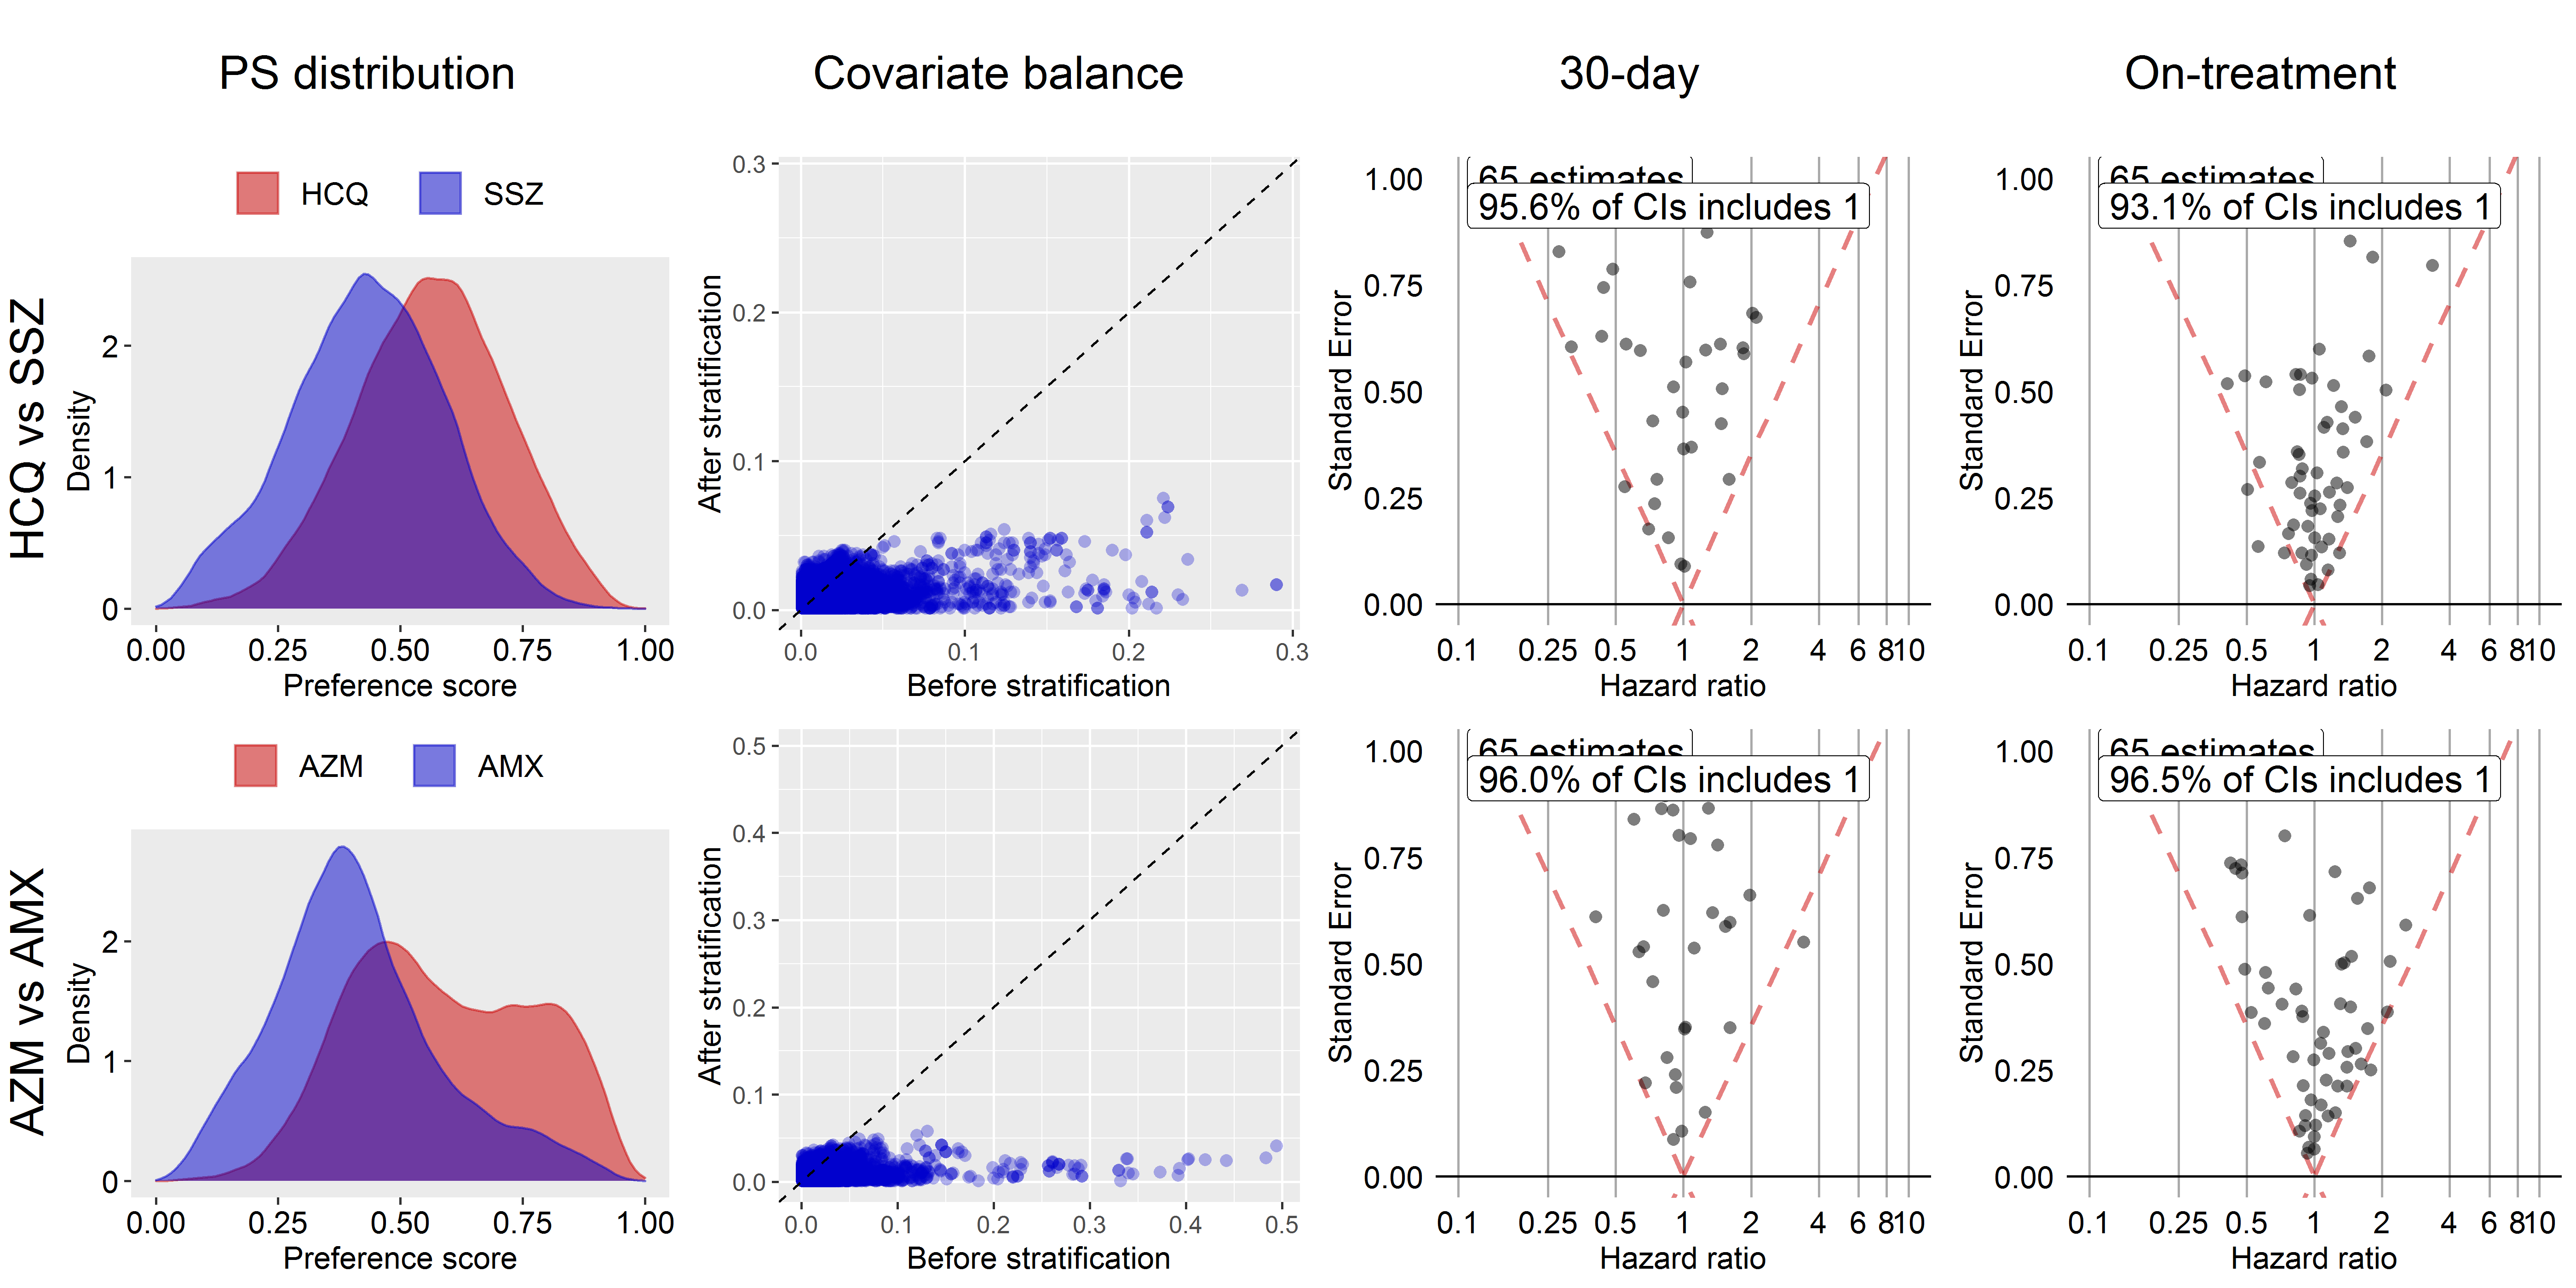 PS distribution
Covariate balance
30-day
On-treatment
HCQ vs SSZ
HCQ
SSZ
Density
2
1
0
0.00 0.25 0.50 0.75 1.00
Preference score
After stratification
0.3
0.2
0.1
0.0
0.0 0.1 0.2 0.3
Before stratification
Standard Error
1.00
0.75
0.50
0.25
0.00
65 estimates
95.6% of CIs includes 1
0.1 0.25 0.5 1 2 4 6 8 10
Hazard ratio
Standard Error
1.00
0.75
0.50
0.25
0.00
65 estimates
93.1% of CIs includes 1
0.1 0.25 0.5 1 2 4 6 8 10
Hazard ratio
AZM vs AMX
AZM
AMX
Density
2
1
0
0.00 0.25 0.50 0.75 1.00
Preference score
After stratification
0.5
0.4
0.3
0.2
0.1
0.0
0.0 0.1 0.2 0.3 0.4 0.5
Before stratification
Standard Error
1.00
0.75
0.50
0.25
0.00
65 estimates
96.0% of CIs includes 1
0.1 0.25 0.5 1 2 4 6 8 10
Hazard ratio
Standard Error
1.00
0.75
0.50
0.25
0.00
65 estimates
96.5% of CIs includes 1
0.1 0.25 0.5 1 2 4 6 8 10
Hazard ratio